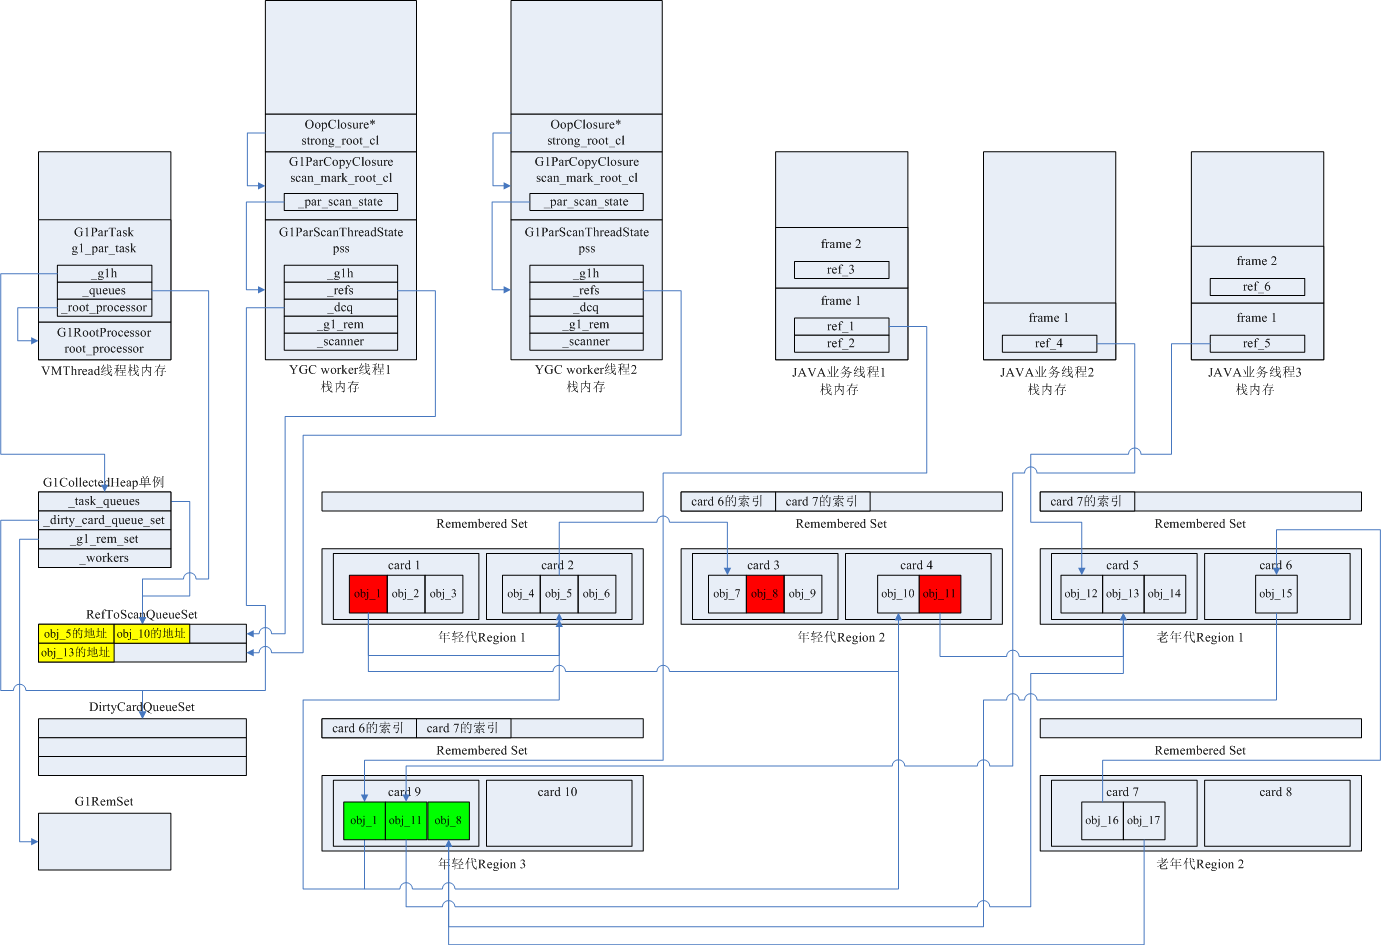 OopClosure*
strong_root_cl
G1ParCopyClosure
scan_mark_root_cl
_par_scan_state
G1ParScanThreadState
pss
_g1h
_refs
_dcq
_g1_rem
_scanner
YGC worker线程1
栈内存
OopClosure*
strong_root_cl
G1ParCopyClosure
scan_mark_root_cl
_par_scan_state
G1ParScanThreadState
pss
_g1h
_refs
_dcq
_g1_rem
_scanner
YGC worker线程2
栈内存
G1ParTask
g1_par_task
_g1h
_queues
_root_processor
G1RootProcessor
root_processor
VMThread线程栈内存
frame 2
ref_3
frame 1
ref_1
ref_2
JAVA业务线程1
栈内存
frame 1
ref_4
JAVA业务线程2
栈内存
frame 2
ref_6
frame 1
ref_5
JAVA业务线程3
栈内存
G1CollectedHeap单例
_task_queues
_dirty_card_queue_set
_g1_rem_set
_workers
RefToScanQueueSet
obj_5的地址
obj_10的地址
obj_13的地址
DirtyCardQueueSet
G1RemSet
Remembered Set
card 1
obj_1
obj_2
obj_3
card 2
obj_4
obj_5
obj_6
年轻代Region 1
card 6的索引
card 7的索引
Remembered Set
card 3
obj_7
obj_8
obj_9
card 4
obj_10
obj_11
年轻代Region 2
card 7的索引
Remembered Set
card 5
obj_12
obj_13
obj_14
card 6
obj_15
老年代Region 1
card 6的索引
card 7的索引
Remembered Set
card 9
obj_1
obj_11
obj_8
card 10
年轻代Region 3
Remembered Set
card 7
obj_16
obj_17
card 8
老年代Region 2